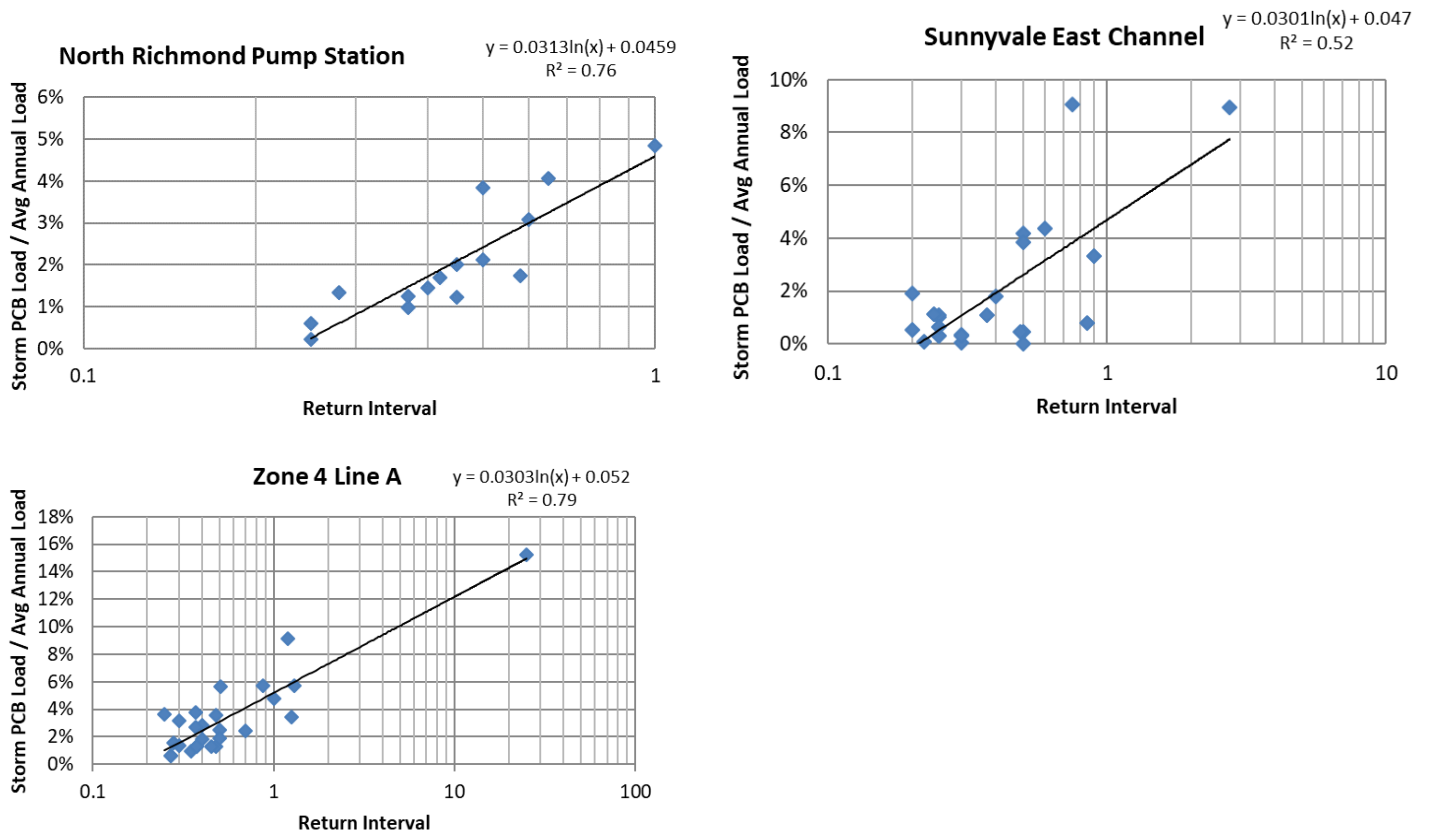 North Richmond Pump Station
y = 0.0313ln(x) + 0.0459
R² = 0.76
Storm PCB Load / Avg Annual Load
6%
5%
4%
3%
2%
1%
0%
0.1
1
Return Interval
Sunnyvale East Channel
y = 0.0301ln(x) + 0.047
R² = 0.52
Storm PCB Load / Avg Annual Load
10%
8%
6%
4%
2%
0%
0.1
1
10
Return Interval
Zone 4 Line A
y = 0.0303ln(x) + 0.052
R² = 0.79
Storm PCB Load / Avg Annual Load
18%
16%
14%
12%
10%
8%
6%
4%
2%
0%
0.1
1
10
100
Return Interval